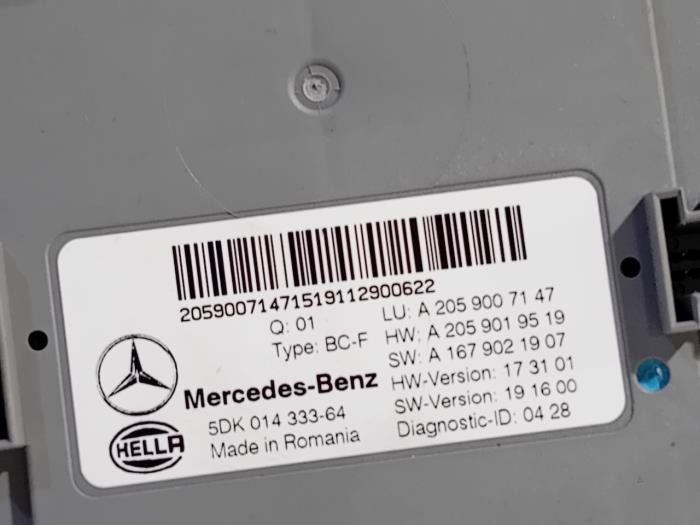 2059007147151911290​0622
Q: 01
Type: BC-F
LU: A 205 900 71 47
HW: A 205 901 95 19
SW: A 167 902 19 07
HW-Version: 17 31 01
SW-Version: 19 16 00
Diagnostic-ID: 04 28
Mercedes-Benz
5DK 014 333-64
Made in Romania
HELLA